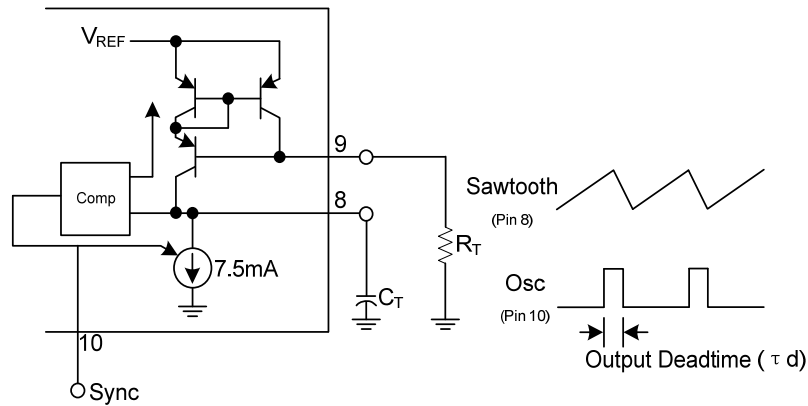 VREF
9
Comp
8
7.5mA
RT
CT
10
Sync
Sawtooth
(Pin 8)
Osc
(Pin 10)
Output Deadtime ( τ d)